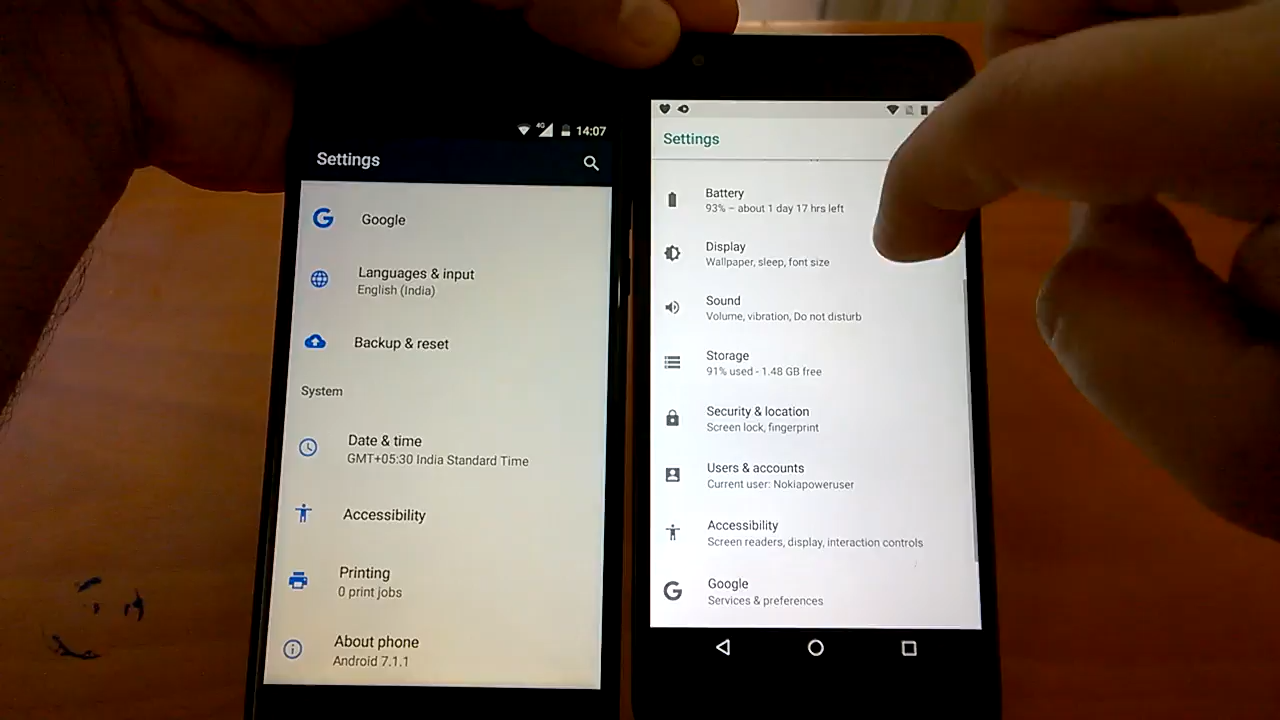 4G 14:07
Settings
Google
Languages & input
English (India)
Backup & reset
System
Date & time
GMT+05:30 India Standard Time
Accessibility
Printing
0 print jobs
About phone
Android 7.1.1
Settings
Battery
93% – about 1 day 17 hrs left
Display
Wallpaper, sleep, font size
Sound
Volume, vibration, Do not disturb
Storage
91% used - 1.48 GB free
Security & location
Screen lock, fingerprint
Users & accounts
Current user: Nokiapoweruser
Accessibility
Screen readers, display, interaction controls
Google
Services & preferences